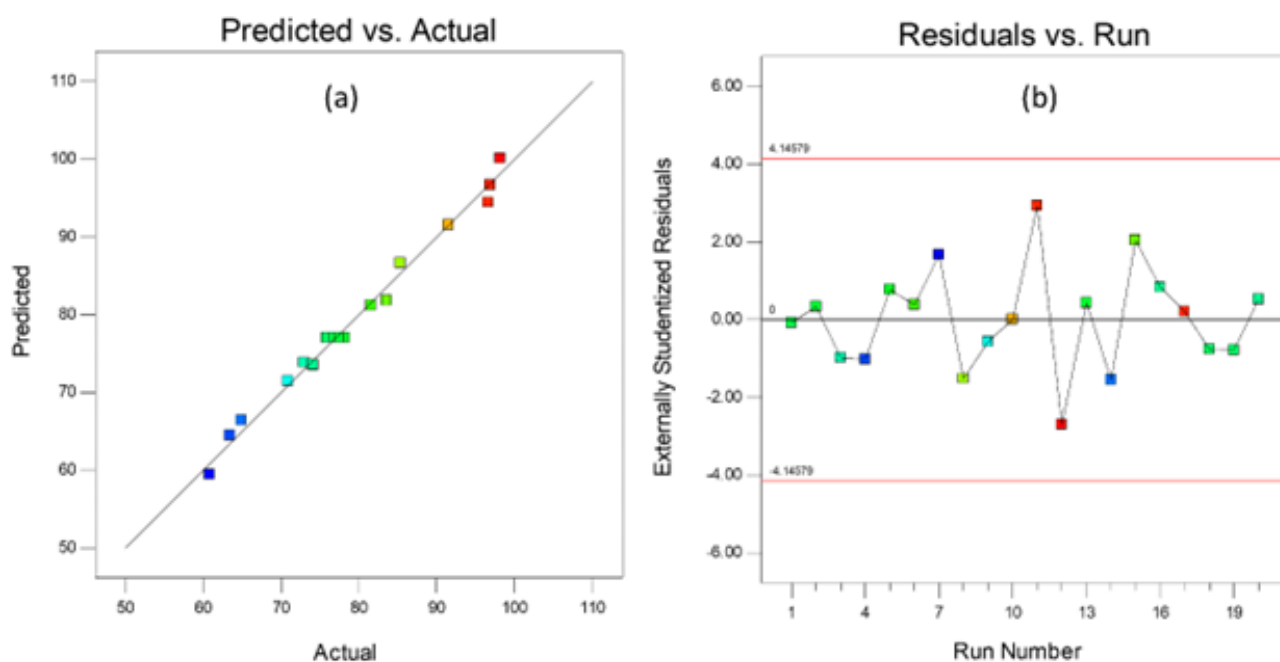 Predicted vs. Actual
(a)
110
100
90
80
70
60
50
Predicted
50 60 70 80 90 100 110
Actual
Residuals vs. Run
(b)
6.00
4.14579
4.00
2.00
0
0.00
-2.00
-4.00
-4.14579
-6.00
Externally Studentized Residuals
1 4 7 10 13 16 19
Run Number